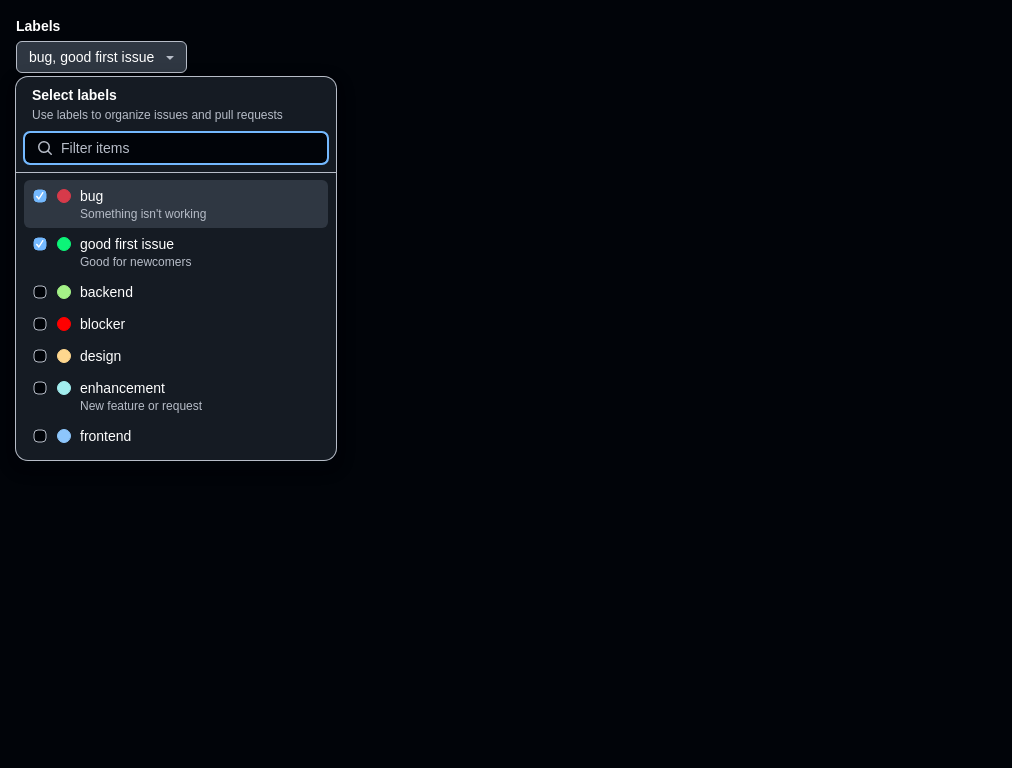 Labels
bug, good first issue
Select labels
Use labels to organize issues and pull requests
Filter items
bug
Something isn't working
good first issue
Good for newcomers
backend
blocker
design
enhancement
New feature or request
frontend